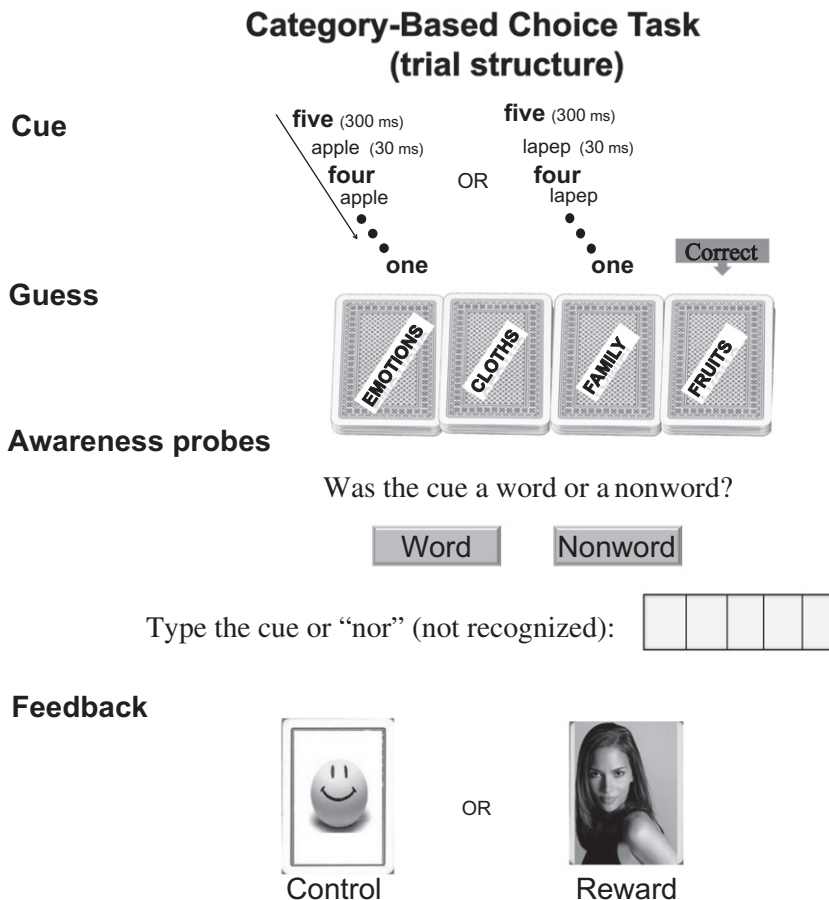 Category-Based Choice Task
(trial structure)
Cue
five (300 ms)
apple (30 ms)
four
apple
one
OR
five (300 ms)
lapep (30 ms)
four
lapep
one
Correct
Guess
EMOTIONS
CLOTHS
FAMILY
FRUITS
Awareness probes
Was the cue a word or a nonword?
Word
Nonword
Type the cue or “nor” (not recognized):
Feedback
OR
Control
Reward